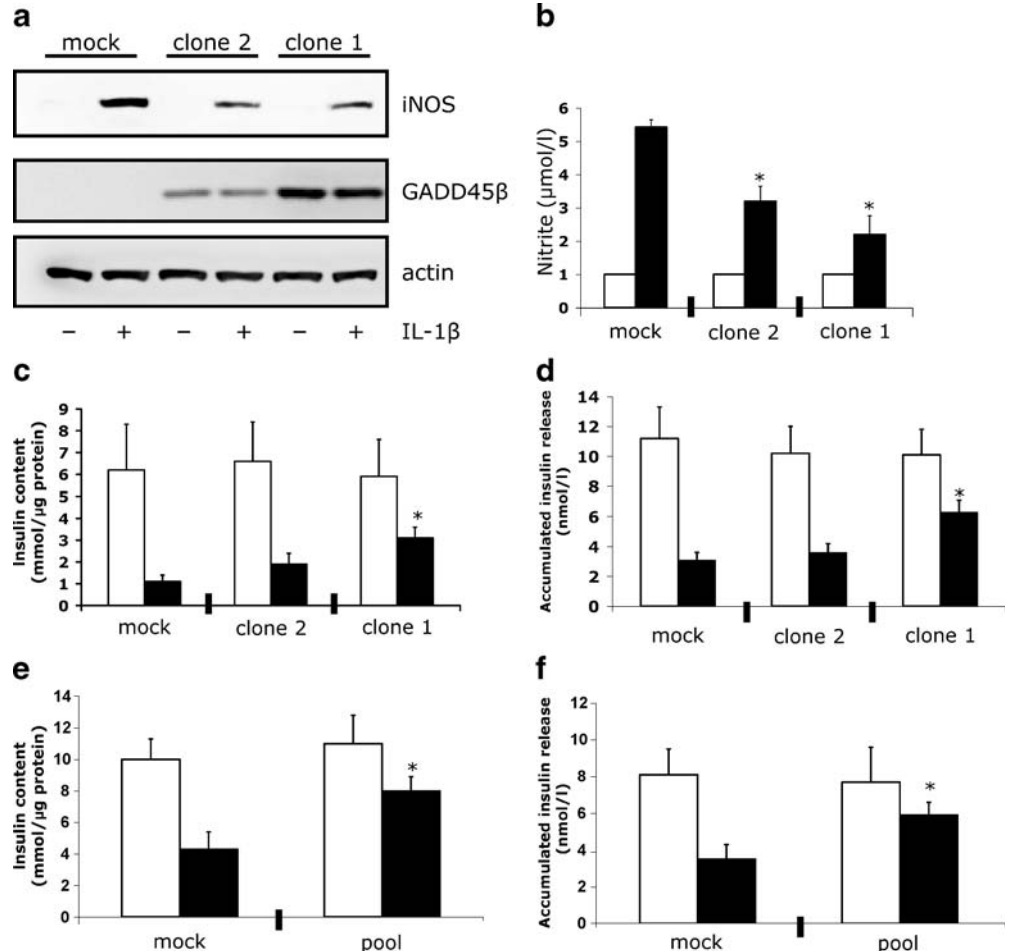 a
mock clone 2 clone 1
iNOS
GADD45β
actin
– + – + – + IL-1β
b
Nitrite (µmol/l)
6
5
4
3
2
1
0
*
*
mock clone 2 clone 1
c
Insulin content
(mmol/µg protein)
9
8
7
6
5
4
3
2
1
0
*
mock clone 2 clone 1
d
Accumulated insulin release
(nmol/l)
14
12
10
8
6
4
2
0
*
mock clone 2 clone 1
e
Insulin content
(mmol/µg protein)
14
12
10
8
6
4
2
0
*
mock pool
f
Accumulated insulin release
(nmol/l)
12
10
8
6
4
2
0
*
mock pool